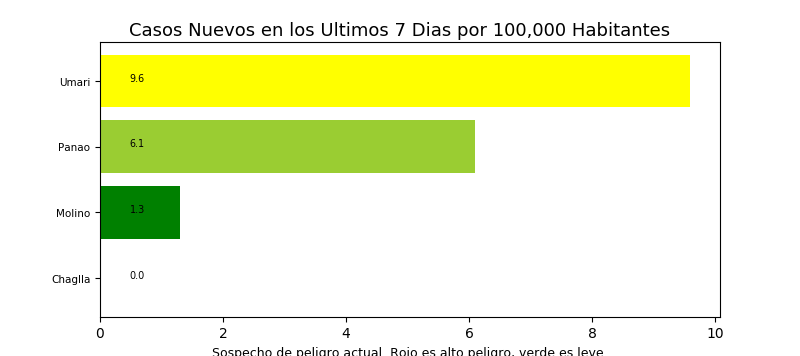 Casos Nuevos en los Ultimos 7 Dias por 100,000 Habitantes
Umari 9.6
Panao 6.1
Molino 1.3
Chaglla 0.0
0 2 4 6 8 10
Sospecho de peligro actual. Rojo es alto peligro, verde es leve